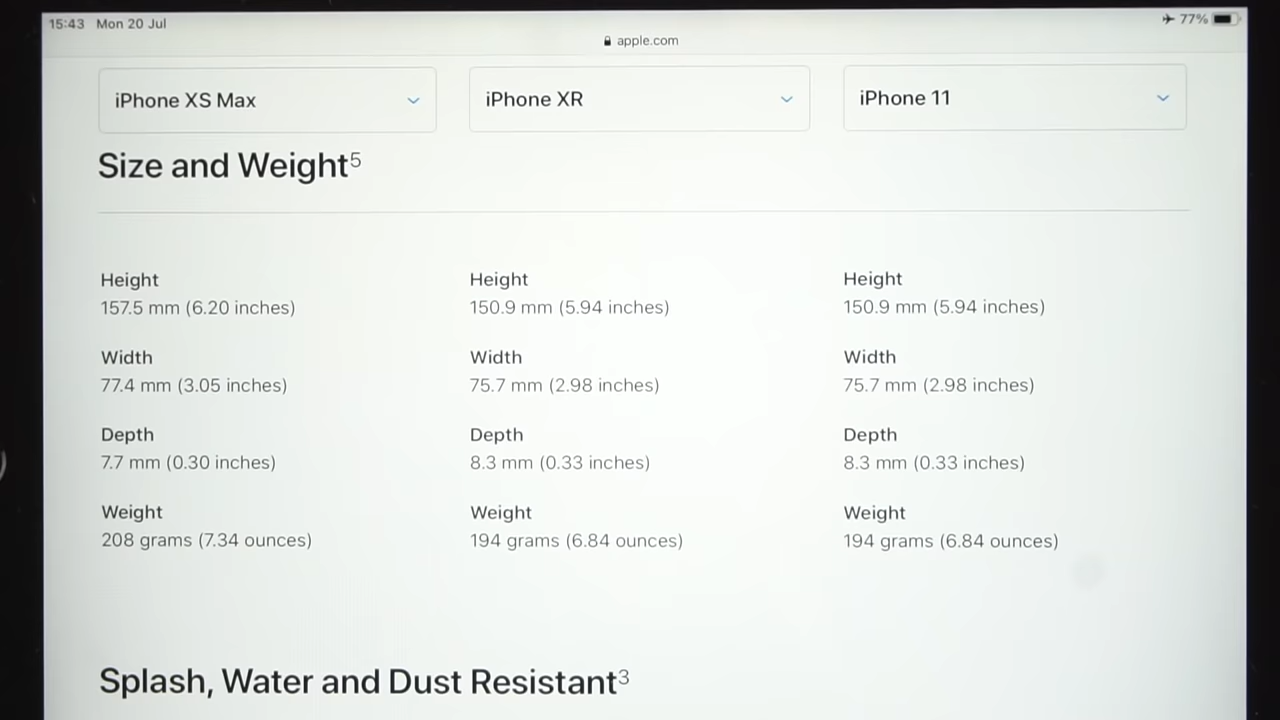 15:43 Mon 20 Jul
77%
apple.com
iPhone XS Max
iPhone XR
iPhone 11
Size and Weight5
Height
157.5 mm (6.20 inches)
Width
77.4 mm (3.05 inches)
Depth
7.7 mm (0.30 inches)
Weight
208 grams (7.34 ounces)
Height
150.9 mm (5.94 inches)
Width
75.7 mm (2.98 inches)
Depth
8.3 mm (0.33 inches)
Weight
194 grams (6.84 ounces)
Height
150.9 mm (5.94 inches)
Width
75.7 mm (2.98 inches)
Depth
8.3 mm (0.33 inches)
Weight
194 grams (6.84 ounces)
Splash, Water and Dust Resistant3